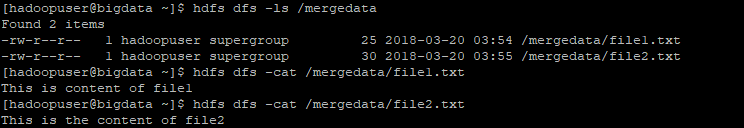 [hadoopuser@bigdata ~]$ hdfs dfs -ls /mergedata
Found 2 items
-rw-r--r--   1 hadoopuser supergroup         25 2018-03-20 03:54 /mergedata/file1.txt
-rw-r--r--   1 hadoopuser supergroup         30 2018-03-20 03:55 /mergedata/file2.txt
[hadoopuser@bigdata ~]$ hdfs dfs -cat /mergedata/file1.txt
This is content of file1
[hadoopuser@bigdata ~]$ hdfs dfs -cat /mergedata/file2.txt
This is the content of file2